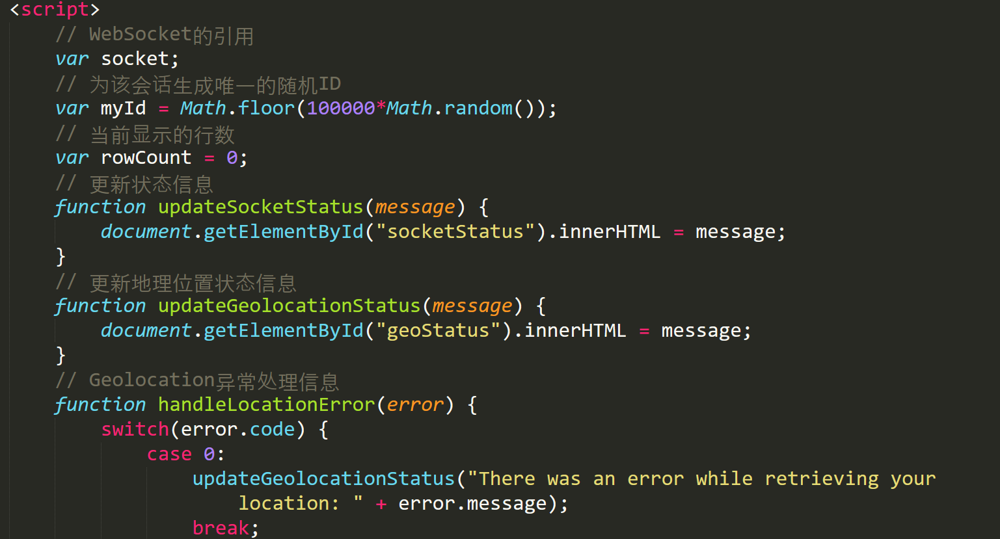 <script>
// WebSocket的引用
var socket;
// 为该会话生成唯一的随机ID
var myId = Math.floor(100000*Math.random());
// 当前显示的行数
var rowCount = 0;
// 更新状态信息
function updateSocketStatus(message) {
document.getElementById("socketStatus").innerHTML = message;
}
// 更新地理位置状态信息
function updateGeolocationStatus(message) {
document.getElementById("geoStatus").innerHTML = message;
}
// Geolocation异常处理信息
function handleLocationError(error) {
switch(error.code) {
case 0:
updateGeolocationStatus("There was an error while retrieving your
location: " + error.message);
break;